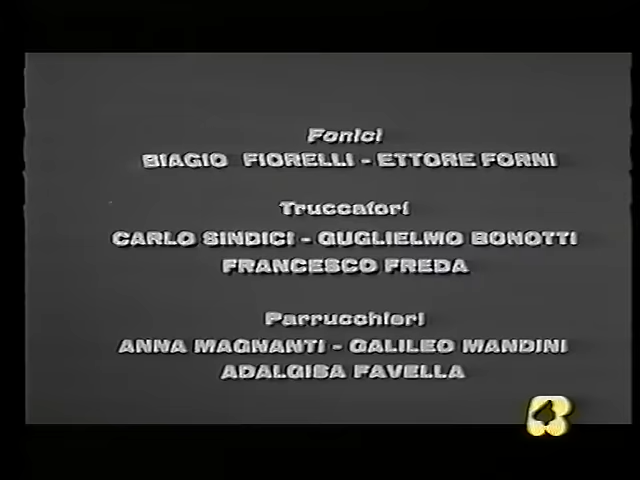 Fonici
BIAGIO FIORELLI - ETTORE FORNI
Truccatori
CARLO SINDICI - GUGLIELMO BONOTTI
FRANCESCO FREDA
Parrucchieri
ANNA MAGNANTI - GALILEO MANDINI
ADALGISA FAVELLA